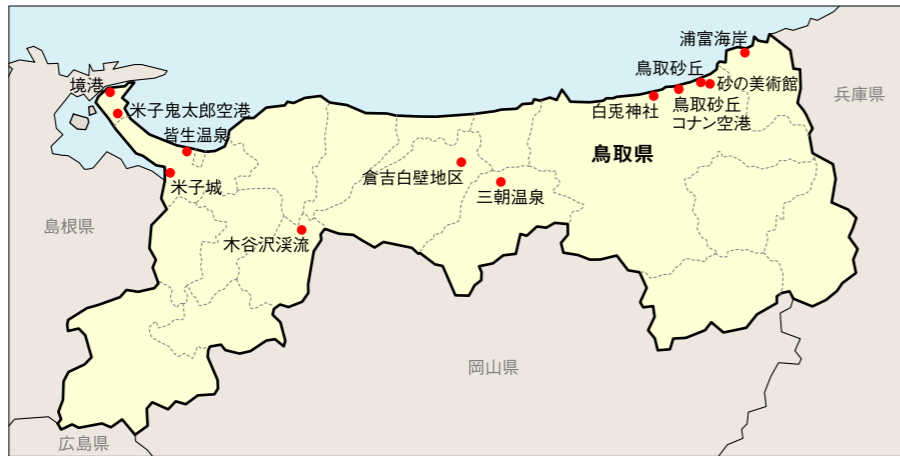 浦富海岸
鳥取砂丘
砂の美術館
境港
兵庫県
米子鬼太郎空港
白兎神社
鳥取砂丘
コナン空港
皆生温泉
鳥取県
倉吉白壁地区
米子城
三朝温泉
島根県
木谷沢渓流
岡山県
広島県